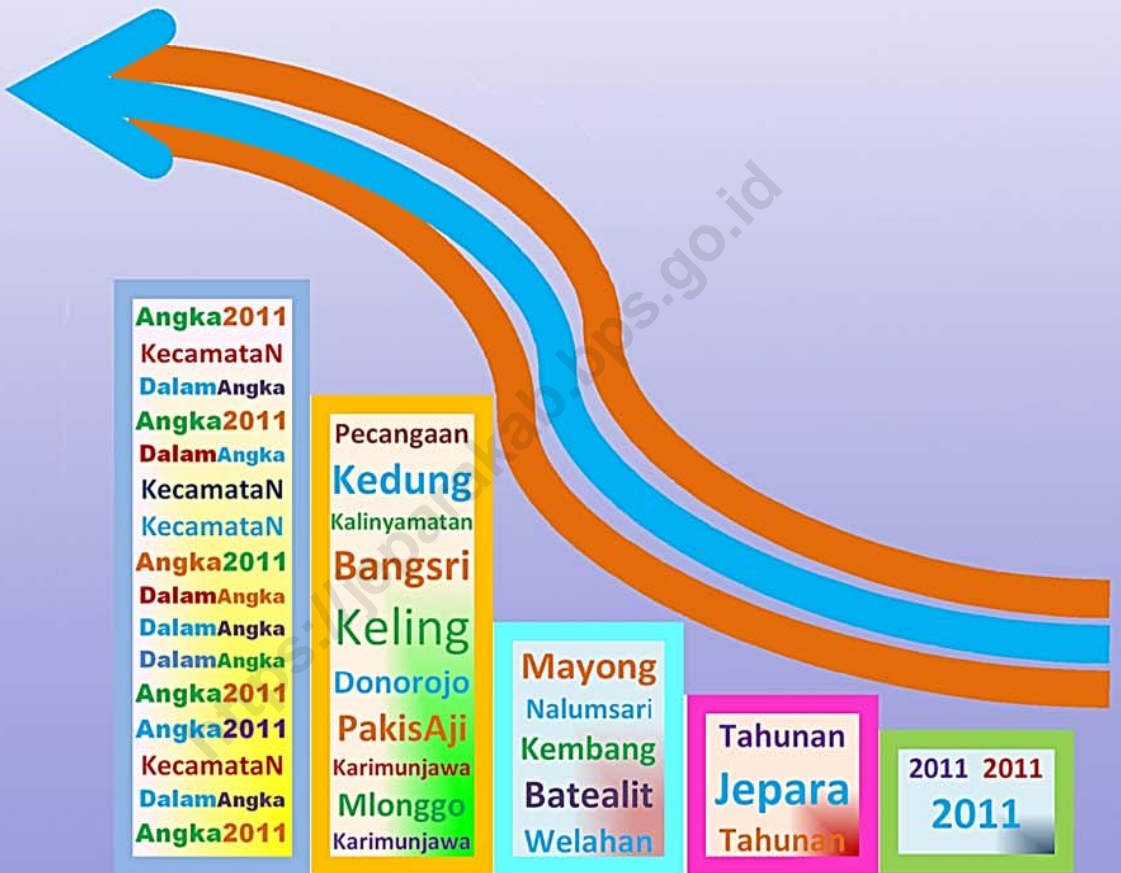 Angka2011
KecamataN
DalamAngka
Angka2011
DalamAngka
KecamataN
KecamataN
Angka2011
DalamAngka
DalamAngka
DalamAngka
Angka2011
Angka2011
KecamataN
DalamAngka
Angka2011
Pecangaan
Kedung
Kalinyamatan
Bangsri
Keling
Donorojo
PakisAji
Karimunjawa
Mlonggo
Karimunjawa
Mayong
Nalumsari
Kembang
Batealit
Welahan
Tahunan
Jepara
Tahunan
2011 2011
2011
https://jeparakab.bps.go.id